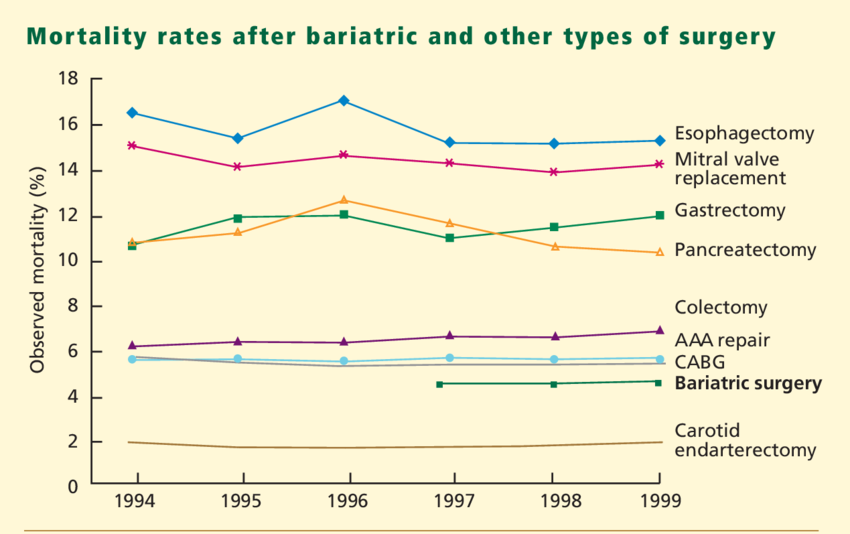 Mortality rates after bariatric and other types of surgery
Observed mortality (%)
18
16
14
12
10
8
6
4
2
0
1994 1995 1996 1997 1998 1999
Esophagectomy
Mitral valve
replacement
Gastrectomy
Pancreatectomy
Colectomy
AAA repair
CABG
Bariatric surgery
Carotid
endarterectomy